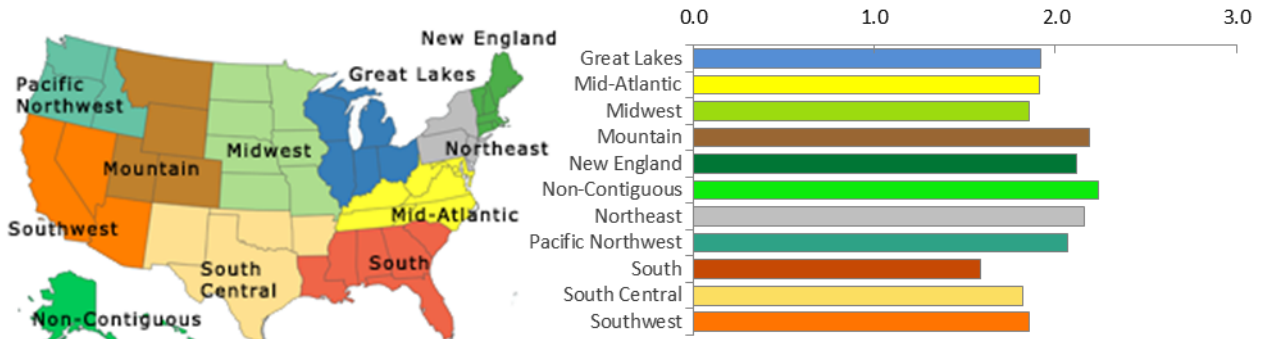 New England
Great Lakes
Pacific
Northwest
Midwest
Northeast
Mountain
Mid-Atlantic
Southwest
South
Central
South
Non-Contiguous
0.0 1.0 2.0 3.0
Great Lakes
Mid-Atlantic
Midwest
Mountain
New England
Non-Contiguous
Northeast
Pacific Northwest
South
South Central
Southwest